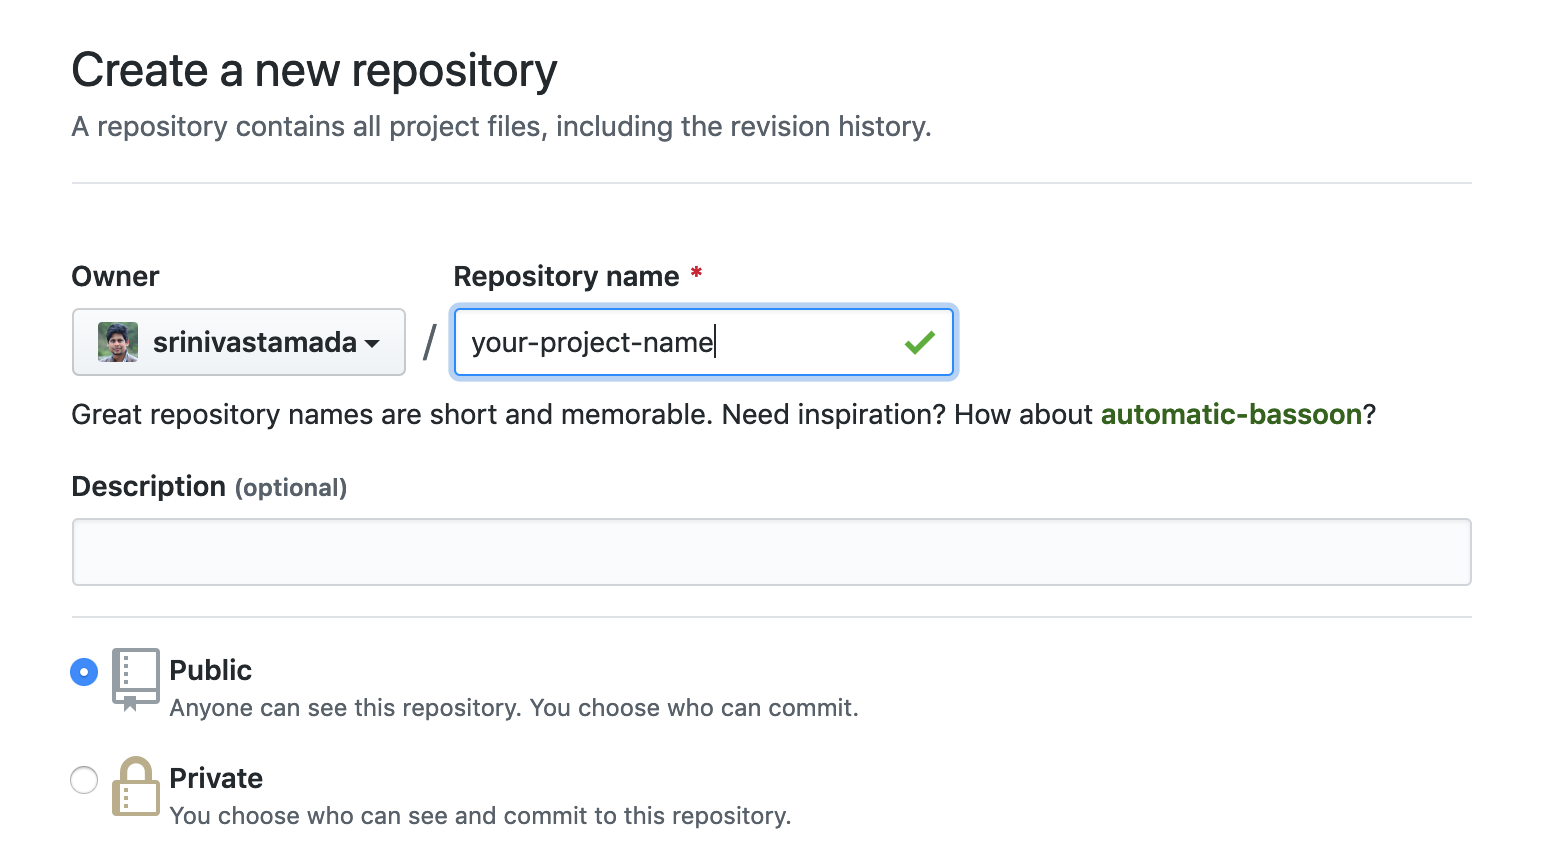 Create a new repository
A repository contains all project files, including the revision history.
Owner
Repository name *
srinivastamada / your-project-name
Great repository names are short and memorable. Need inspiration? How about automatic-bassoon?
Description (optional)
Public
Anyone can see this repository. You choose who can commit.
Private
You choose who can see and commit to this repository.